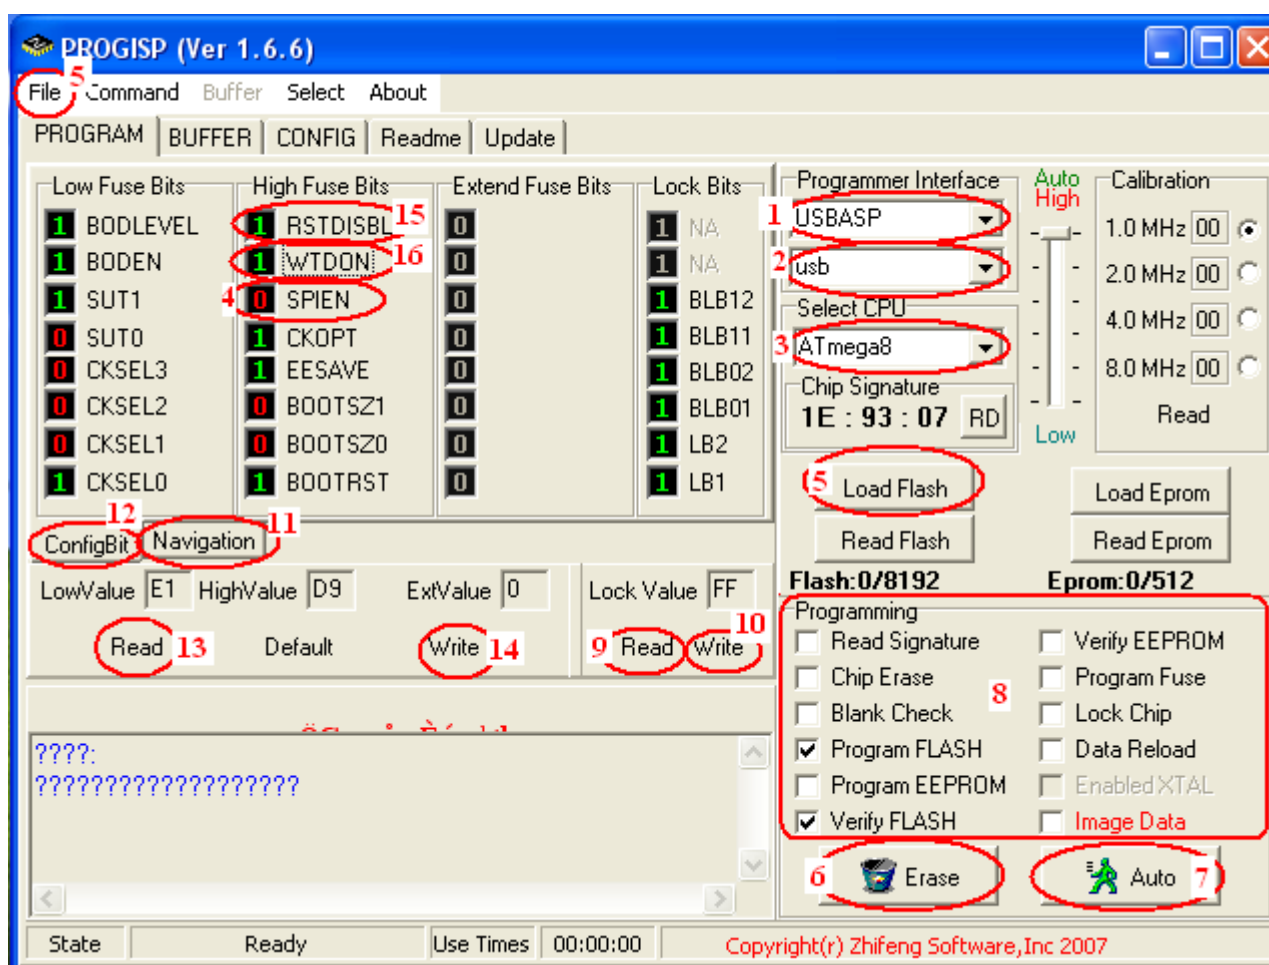 PROGISP (Ver 1.6.6)
File 5 Command Buffer Select About
PROGRAM BUFFER CONFIG Readme Update
Low Fuse Bits High Fuse Bits Extend Fuse Bits Lock Bits
1 BODLEVEL 1 RSTDISBL 15 0 1 NA
1 BODEN 1 WTDON 16 0 1 NA
1 SUT1 4 0 SPIEN 0 1 BLB12
0 SUT0 1 CKOPT 0 1 BLB11
0 CKSEL3 1 EESAVE 0 1 BLB02
0 CKSEL2 0 BOOTSZ1 0 1 BLB01
0 CKSEL1 0 BOOTSZ0 0 1 LB2
1 CKSEL0 1 BOOTRST 0 1 LB1
12 11
ConfigBit Navigation
LowValue E1 HighValue D9 ExtValue 0 Lock Value FF
Read 13 Default Write 14 9 Read Write 10
????:
???????????????????
Programmer Interface
1 USBASP
2 usb
Select CPU
3 ATmega8
Chip Signature
1E : 93 : 07 RD
Auto
High
Low
Calibration
1.0 MHz 00
2.0 MHz 00
4.0 MHz 00
8.0 MHz 00
Read
5 Load Flash Load Eprom
Read Flash Read Eprom
Flash:0/8192 Eprom:0/512
Programming
Read Signature Verify EEPROM
Chip Erase Program Fuse
8
Blank Check Lock Chip
Program FLASH Data Reload
Program EEPROM Enabled XTAL
Verify FLASH Image Data
6 Erase Auto 7
State Ready Use Times 00:00:00 Copyright(r) Zhifeng Software,Inc 2007